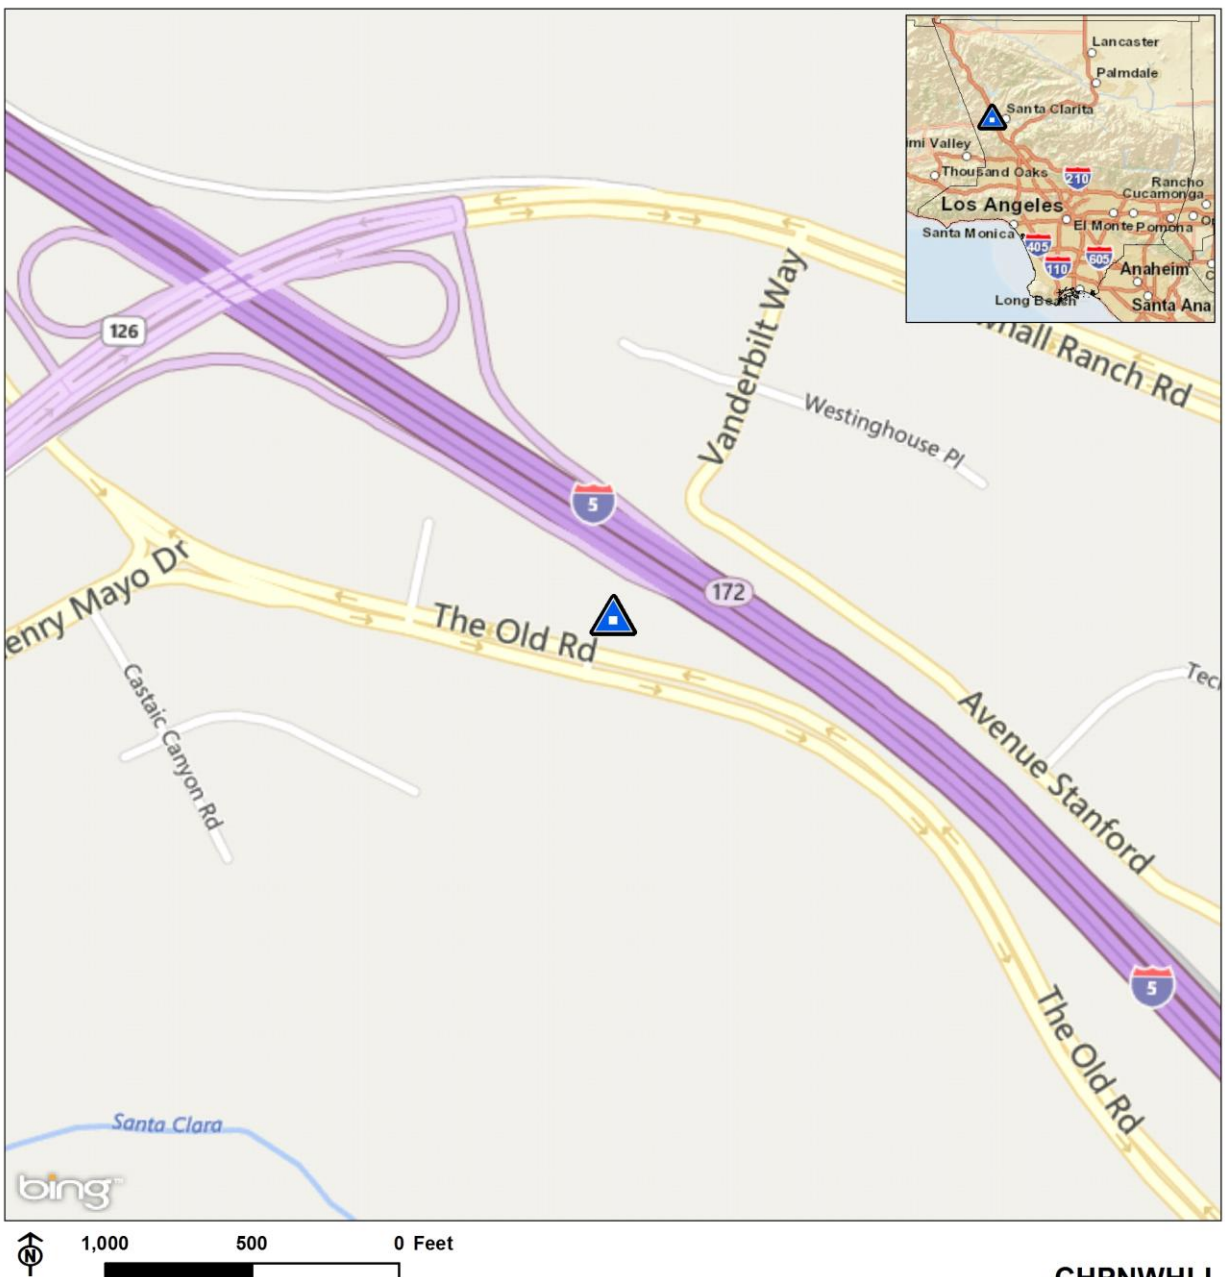 Lancaster
Palmdale
Santa Clarita
imi Valley
Thousand Oaks
210
Rancho
Cucamonga
Los Angeles
El Monte
Pomona
Santa Monica
405
110
605
Anaheim
Long Beach
Santa Ana
126
Vanderbilt Way
Westinghouse Pl
whall Ranch Rd
5
172
enry Mayo Dr
The Old Rd
Castaic Canyon Rd
Avenue Stanford
Tecl
5
The Old Rd
Santa Clara
bing
N
1,000 500 0 Feet